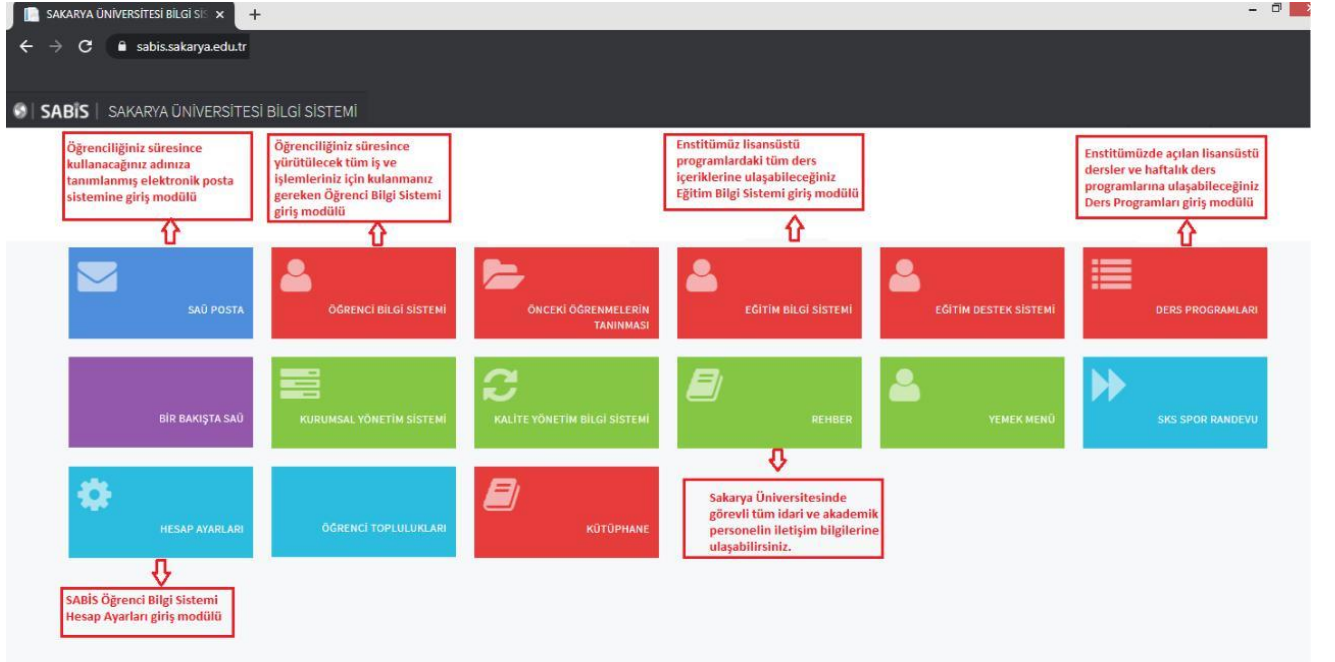 SAKARYA ÜNİVERSİTESİ BİLGİ SİS
sabis.sakarya.edu.tr
SABİS | SAKARYA ÜNİVERSİTESİ BİLGİ SİSTEMİ
Öğrenciliğiniz süresince
kullanacağınız adınıza
tanımlanmış elektronik posta
sistemine giriş modülü
Öğrenciliğiniz süresince
yürütülecek tüm iş ve
işlemleriniz için kulanmanız
gereken Öğrenci Bilgi Sistemi
giriş modülü
Enstitümüz lisansüstü
programlardaki tüm ders
içeriklerine ulaşabileceğiniz
Eğitim Bilgi Sistemi giriş modülü
Enstitümüzde açılan lisansüstü
dersler ve haftalık ders
programlarına ulaşabileceğiniz
Ders Programları giriş modülü
SAÜ POSTA
ÖĞRENCİ BİLGİ SİSTEMİ
ÖNCEKİ ÖĞRENMELERİN
TANINMASI
EĞİTİM BİLGİ SİSTEMİ
EĞİTİM DESTEK SİSTEMİ
DERS PROGRAMLARI
BİR BAKIŞTA SAÜ
KURUMSAL YÖNETİM SİSTEMİ
KALİTE YÖNETİM BİLGİ SİSTEMİ
REHBER
YEMEK MENÜ
SKS SPOR RANDEVU
HESAP AYARLARI
ÖĞRENCİ TOPLULUKLARI
KÜTÜPHANE
Sakarya Üniversitesinde
görevli tüm idari ve akademik
personelin iletişim bilgilerine
ulaşabilirsiniz.
SABİS Öğrenci Bilgi Sistemi
Hesap Ayarları giriş modülü